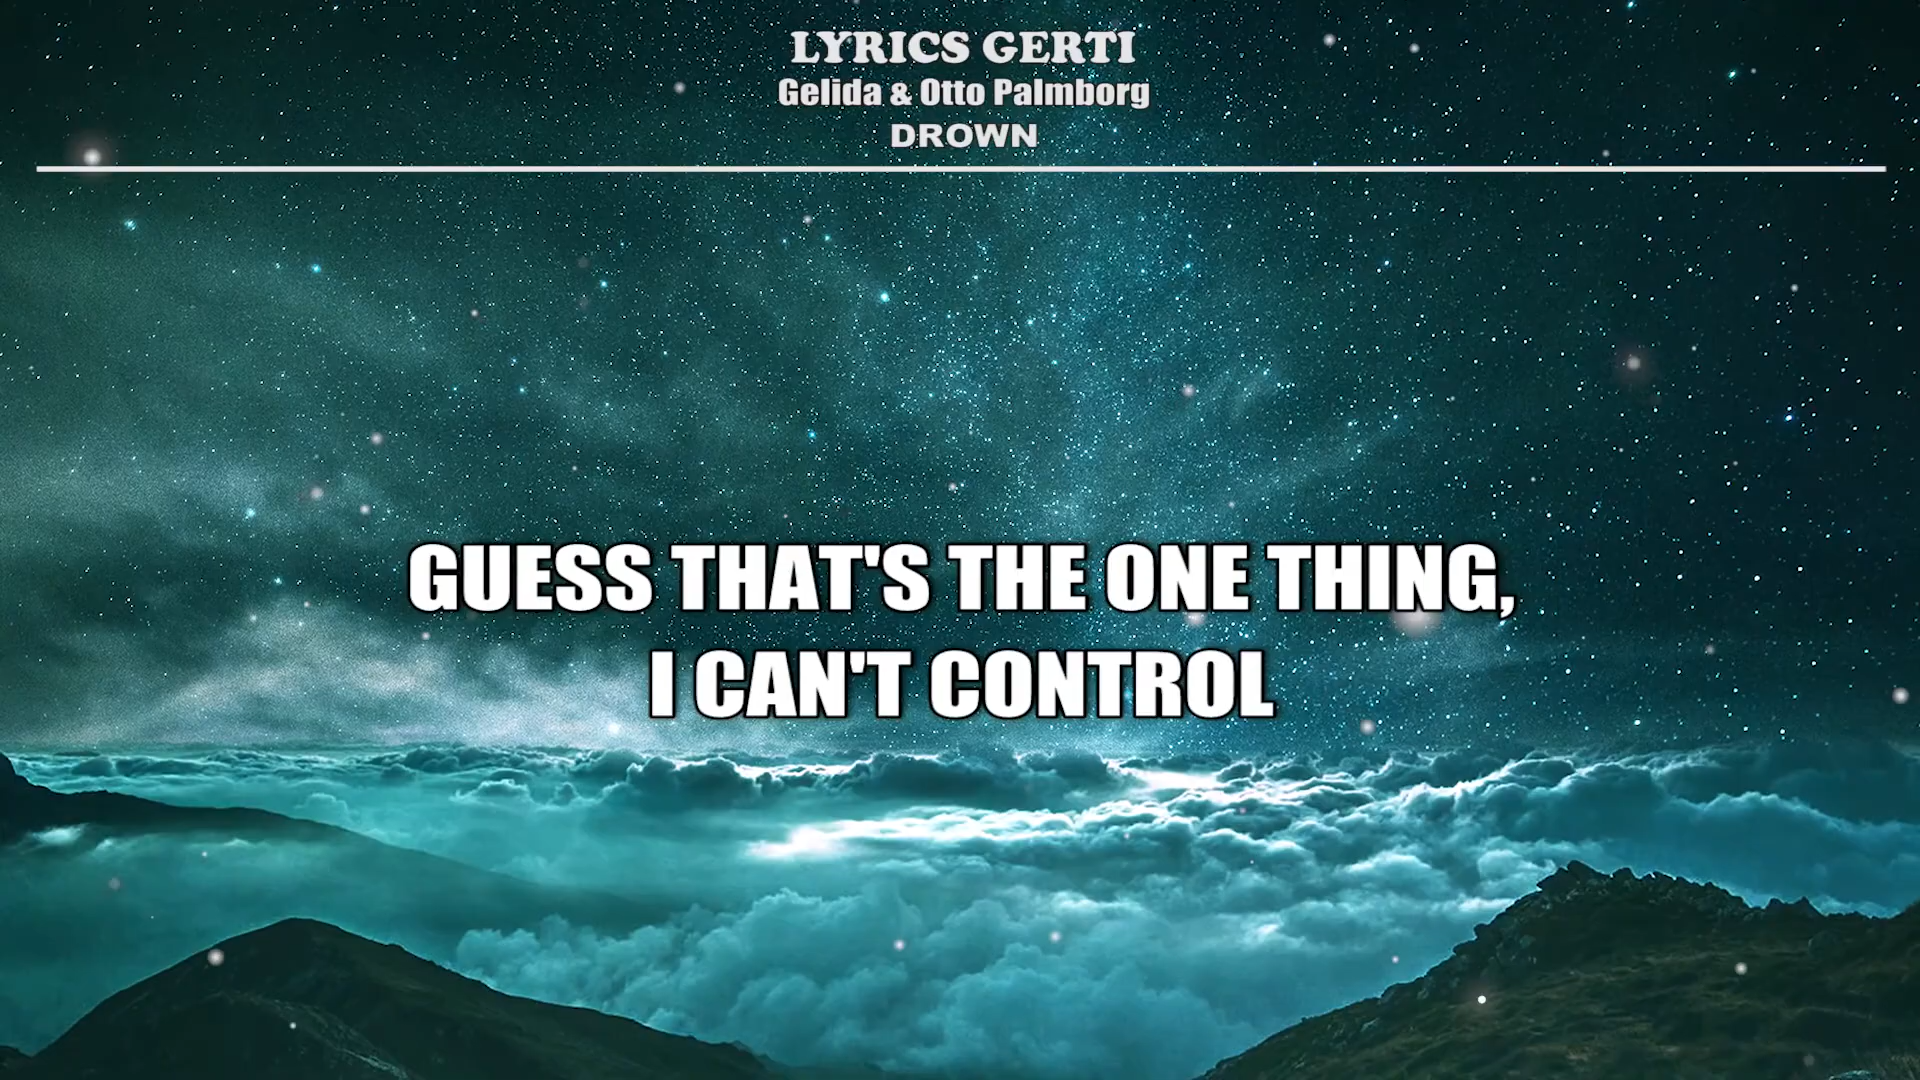 LYRICS GERTI
Gelida & Otto Palmborg
DROWN
GUESS THAT'S THE ONE THING,
I CAN'T CONTROL